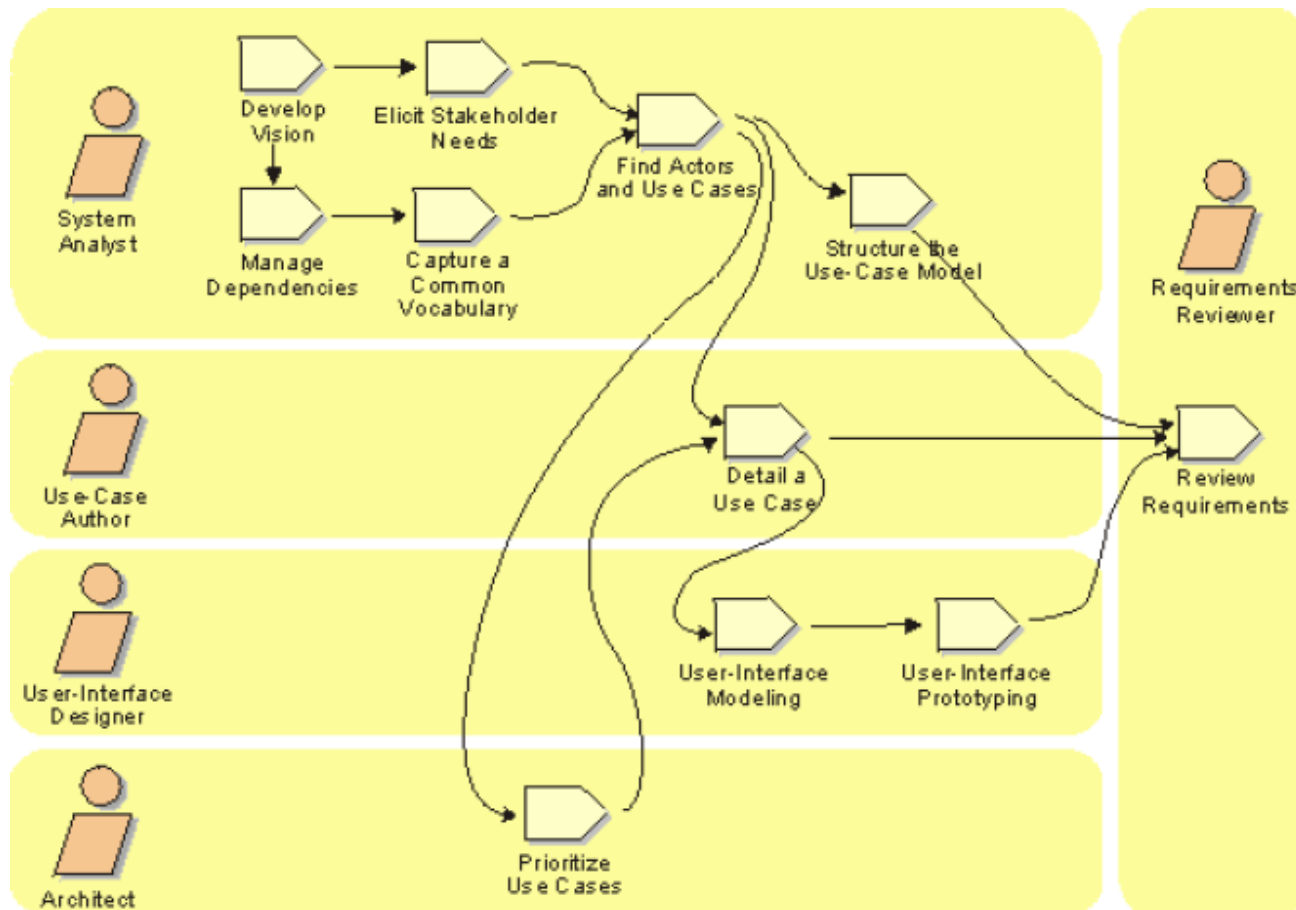 Develop
Vision
Elicit Stakeholder
Needs
Find Actors
and Use Cases
System
Analyst
Manage
Dependencies
Capture a
Common
Vocabulary
Structure the
Use-Case Model
Requirements
Reviewer
Use-Case
Author
Detail a
Use Case
Review
Requirements
User-Interface
Designer
User-Interface
Modeling
User-Interface
Prototyping
Architect
Prioritize
Use Cases